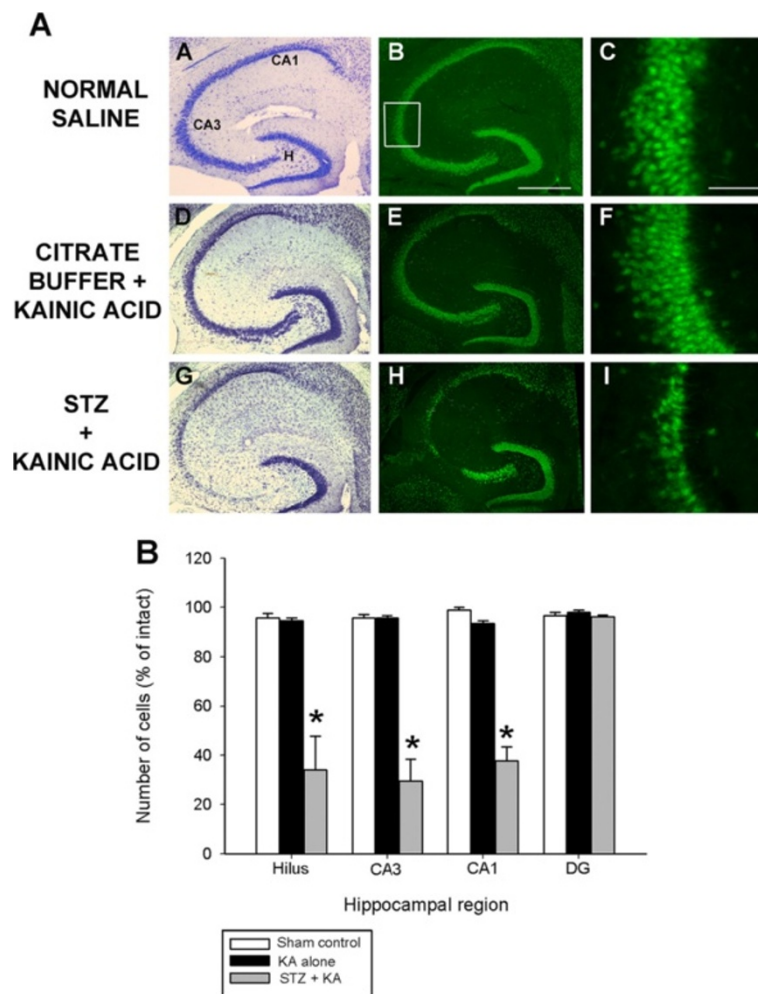 A
NORMAL
SALINE
A
CA1
CA3
H
B
C
CITRATE
BUFFER +
KAINIC ACID
D
E
F
STZ
+
KAINIC ACID
G
H
I
B
Number of cells (% of intact)
120
100
80
60
40
20
0
*
*
*
Hilus CA3 CA1 DG
Hippocampal region
Sham control
KA alone
STZ + KA